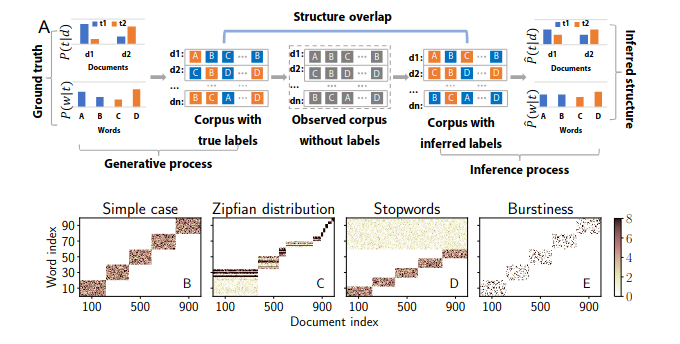 A
Structure overlap
Ground truth
P(t|d)
t1 t2
d1 d2
Documents
P(w|t)
A B C D
Words
d1: A B C ... B
d2: C B D ... D
... ... ...
dn: B C A ... D
Corpus with
true labels
d1: A B C ... B
d2: C B D ... D
... ... ...
dn: B C A ... D
Observed corpus
without labels
d1: A B C ... B
d2: C B D ... D
... ... ...
dn: B C A ... D
Corpus with
inferred labels
P̂(t|d)
t1 t2
d1 d2
Documents
P̂(w|t)
A B C D
Words
Inferred structure
Generative process
Inference process
Simple case Zipfian distribution Stopwords Burstiness
Word index
90
70
50
30
10
B C D E
100 500 900 100 500 900 100 500 900 100 500 900
Document index
8
6
4
2
0